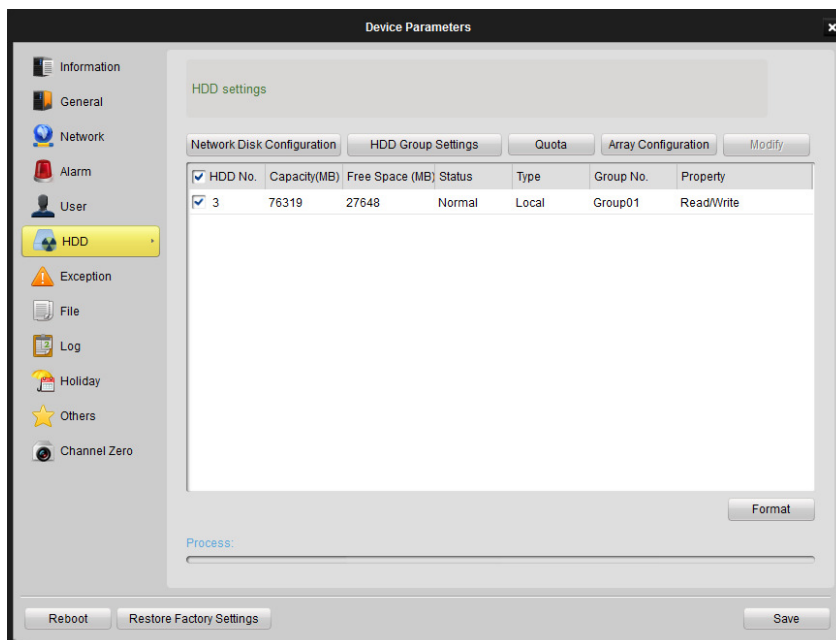 Device Parameters
Information
General
Network
Alarm
User
HDD
Exception
File
Log
Holiday
Others
Channel Zero
HDD settings
Network Disk Configuration HDD Group Settings Quota Array Configuration Modify
HDD No. Capacity(MB) Free Space (MB) Status Type Group No. Property
3 76319 27648 Normal Local Group01 Read/Write
Format
Process:
Reboot Restore Factory Settings Save